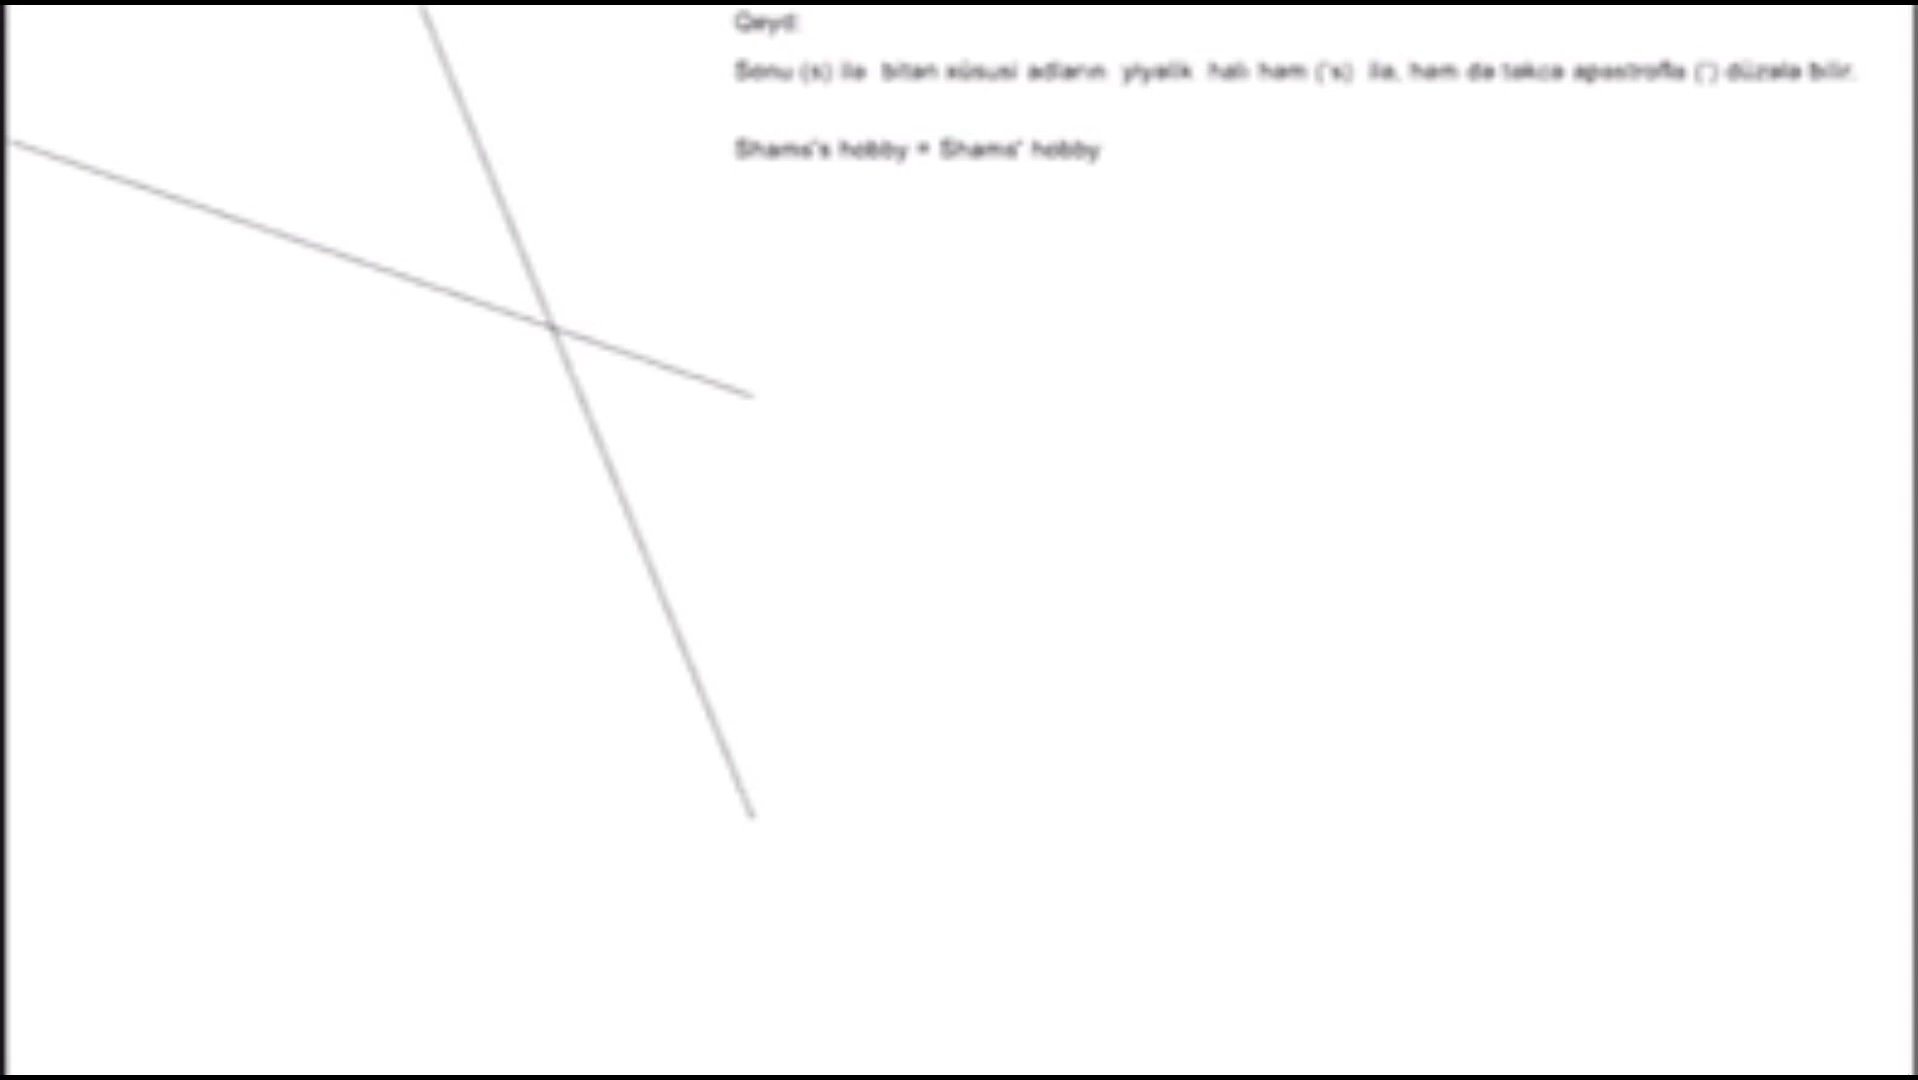 Qeyd:
Sonu (s) ilə bitən xüsusi adların yiyəlik halı həm ('s) ilə, həm də təkcə apastrofla (') düzələ bilir.
Shams's hobby = Shams' hobby